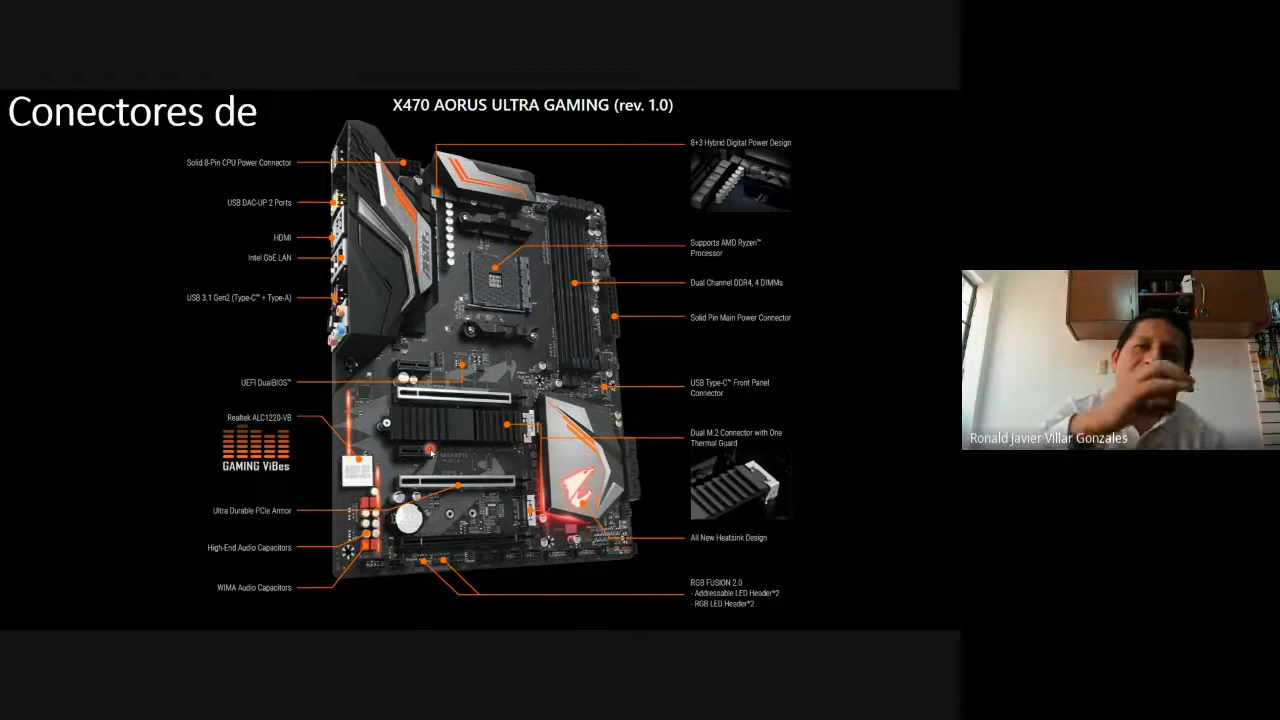 Conectores de
X470 AORUS ULTRA GAMING (rev. 1.0)
Solid 8-Pin CPU Power Connector
USB DAC-UP 2 Ports
HDMI
Intel GbE LAN
USB 3.1 Gen2 (Type-C™ + Type-A)
UEFI DualBIOS™
Realtek ALC1220-VB
GAMING ViBes
Ultra Durable PCIe Armor
High-End Audio Capacitors
WIMA Audio Capacitors
8+3 Hybrid Digital Power Design
Supports AMD Ryzen™
Processor
Dual Channel DDR4, 4 DIMMs
Solid Pin Main Power Connector
USB Type-C™ Front Panel
Connector
Dual M.2 Connector with One
Thermal Guard
All New Heatsink Design
RGB FUSION 2.0
- Addressable LED Header*2
- RGB LED Header*2
Ronald Javier Villar Gonzales